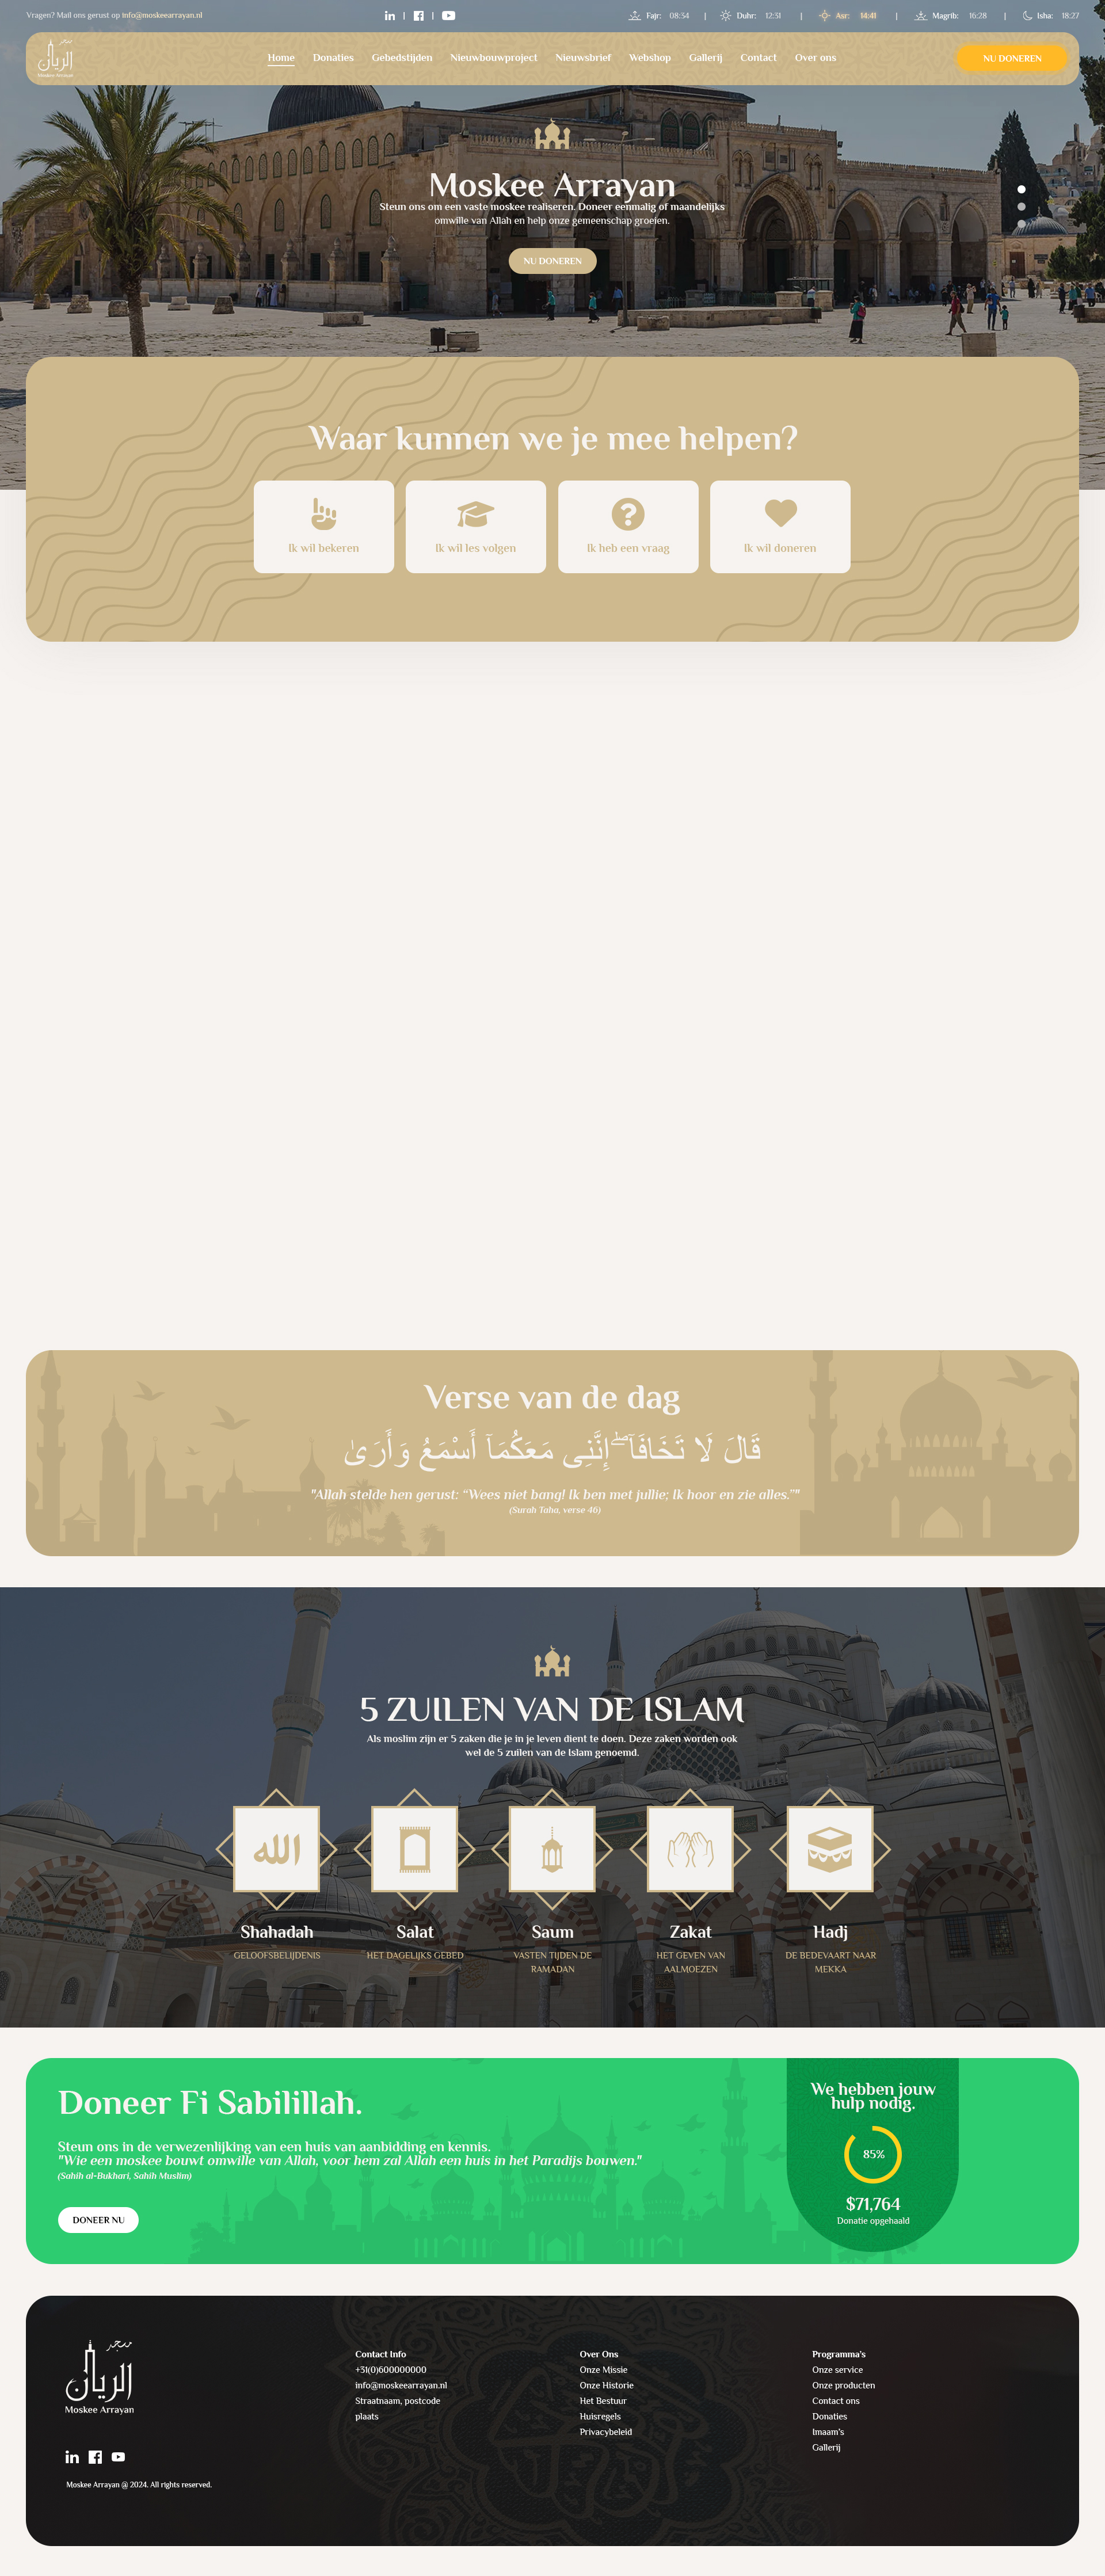 Vragen? Mail ons gerust op info@moskeearrayan.nl
Fajr: 08:34 | Duhr: 12:31 | Asr: 14:41 | Magrib: 16:28 | Isha: 18:27
Home Donaties Gebedstijden Nieuwbouwproject Nieuwsbrief Webshop Gallerij Contact Over ons
NU DONEREN
Moskee Arrayan
Moskee Arrayan
Steun ons om een vaste moskee realiseren. Doneer eenmalig of maandelijks
omwille van Allah en help onze gemeenschap groeien.
NU DONEREN
Waar kunnen we je mee helpen?
Ik wil bekeren
Ik wil les volgen
Ik heb een vraag
Ik wil doneren
Verse van de dag
قَالَ لَا تَخَافَآ ۖ إِنَّنِى مَعَكُمَآ أَسْمَعُ وَأَرَىٰ
"Allah stelde hen gerust: “Wees niet bang! Ik ben met jullie; Ik hoor en zie alles.”"
(Surah Taha, verse 46)
5 ZUILEN VAN DE ISLAM
Als moslim zijn er 5 zaken die je in je leven dient te doen. Deze zaken worden ook
wel de 5 zuilen van de Islam genoemd.
الله
Shahadah
GELOOFSBELIJDENIS
Salat
HET DAGELIJKS GEBED
Saum
VASTEN TIJDEN DE
RAMADAN
Zakat
HET GEVEN VAN
AALMOEZEN
Hadj
DE BEDEVAART NAAR
MEKKA
Doneer Fi Sabilillah.
Steun ons in de verwezenlijking van een huis van aanbidding en kennis.
"Wie een moskee bouwt omwille van Allah, voor hem zal Allah een huis in het Paradijs bouwen."
(Sahih al-Bukhari, Sahih Muslim)
DONEER NU
We hebben jouw
hulp nodig.
85%
$71,764
Donatie opgehaald
الريان
Moskee Arrayan
Moskee Arrayan @ 2024. All rights reserved.
Contact Info
+31(0)600000000
info@moskeearrayan.nl
Straatnaam, postcode
plaats
Over Ons
Onze Missie
Onze Historie
Het Bestuur
Huisregels
Privacybeleid
Programma's
Onze service
Onze producten
Contact ons
Donaties
Imaam's
Gallerij